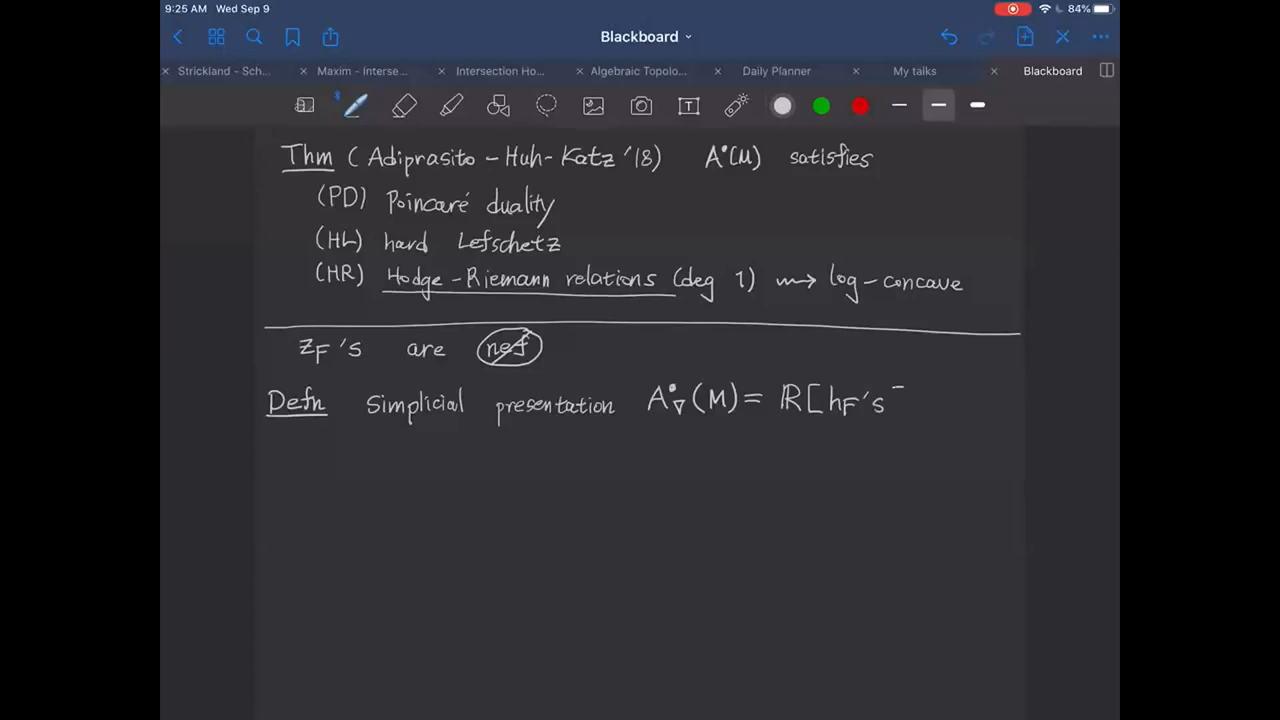 9:25 AM Wed Sep 9
84%
Blackboard
Strickland - Sch... Maxim - Interse... Intersection Ho... Algebraic Topolo... Daily Planner My talks Blackboard
Thm (Adiprasito - Huh - Katz '18) A•(M) satisfies
(PD) Poincaré duality
(HL) hard Lefschetz
(HR) Hodge - Riemann relations (deg 1) ⇝ log - concave
z_F 's are nef
Defn Simplicial presentation A•_∇(M) = ℝ[h_F's